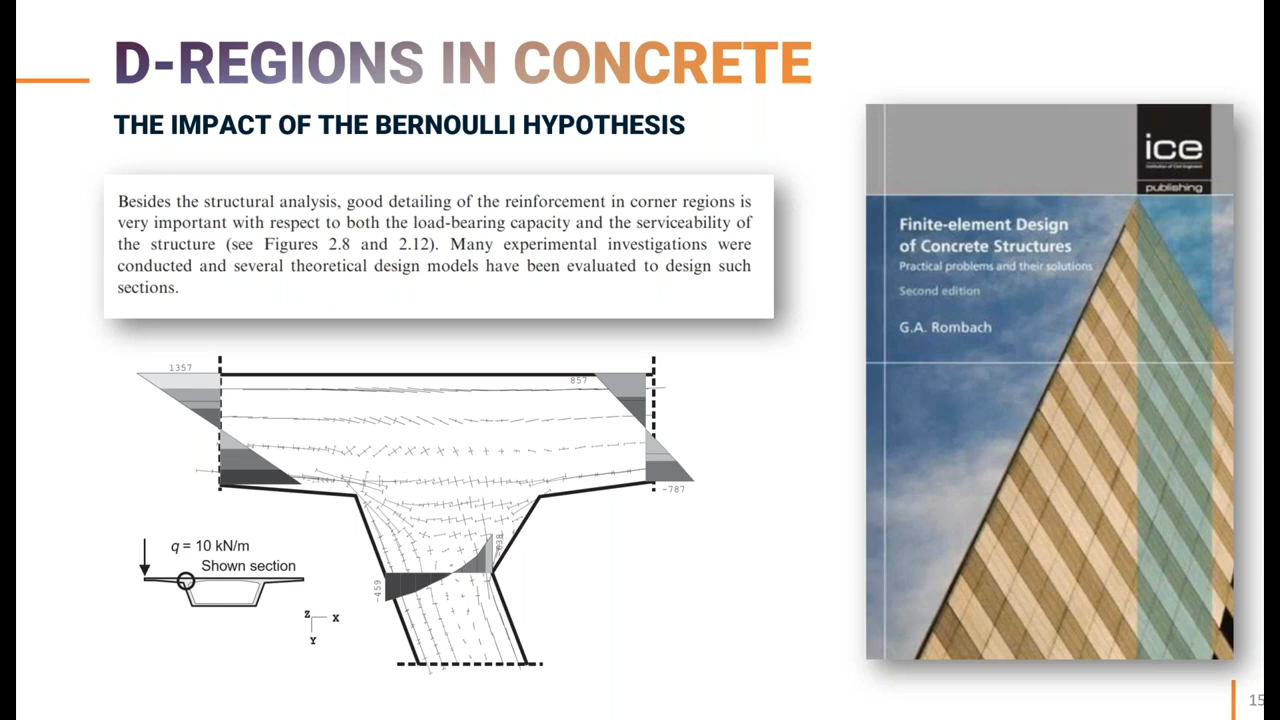 D-REGIONS IN CONCRETE
THE IMPACT OF THE BERNOULLI HYPOTHESIS
Besides the structural analysis, good detailing of the reinforcement in corner regions is
very important with respect to both the load-bearing capacity and the serviceability of
the structure (see Figures 2.8 and 2.12). Many experimental investigations were
conducted and several theoretical design models have been evaluated to design such
sections.
1357
857
-787
-459
q = 10 kN/m
Shown section
Z
X
Y
ice
Institution of Civil Engineers
publishing
Finite-element Design
of Concrete Structures
Practical problems and their solutions
Second edition
G.A. Rombach
15